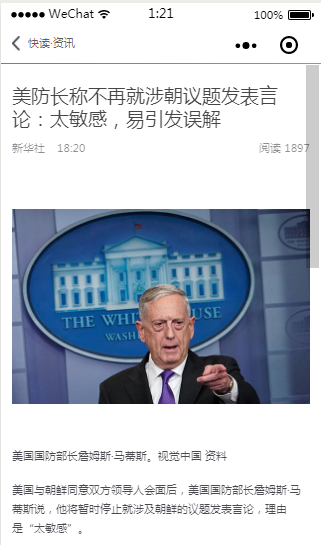 WeChat 1:21 100%
快读·资讯
美防长称不再就涉朝议题发表言
论：太敏感，易引发误解
新华社 18:20 阅读 1897
THE WHITE HOUSE
WASHING
美国国防部长詹姆斯·马蒂斯。视觉中国 资料
美国与朝鲜同意双方领导人会面后，美国国防部长詹姆斯·
马蒂斯说，他将暂时停止就涉及朝鲜的议题发表言论，理由
是“太敏感”。